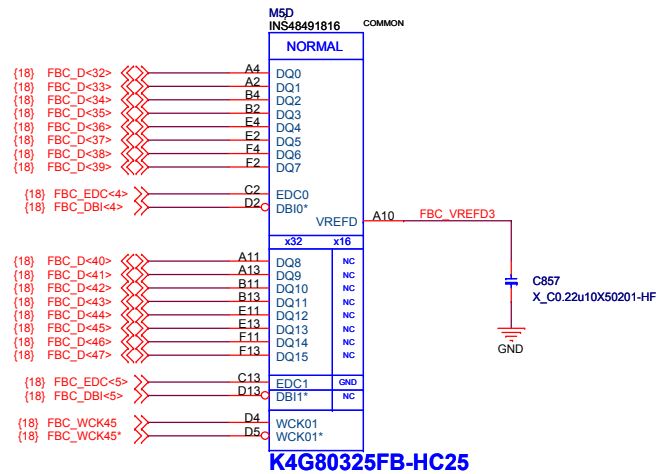 M5D
INS48491816
COMMON
NORMAL
{18} FBC_D<32> A4 DQ0
{18} FBC_D<33> A2 DQ1
{18} FBC_D<34> B4 DQ2
{18} FBC_D<35> B2 DQ3
{18} FBC_D<36> E4 DQ4
{18} FBC_D<37> E2 DQ5
{18} FBC_D<38> F4 DQ6
{18} FBC_D<39> F2 DQ7
{18} FBC_EDC<4> C2 EDC0
{18} FBC_DBI<4> D2 DBI0*
VREFD A10 FBC_VREFD3
x32 x16
{18} FBC_D<40> A11 DQ8 NC
{18} FBC_D<41> A13 DQ9 NC
{18} FBC_D<42> B11 DQ10 NC
{18} FBC_D<43> B13 DQ11 NC
{18} FBC_D<44> E11 DQ12 NC
{18} FBC_D<45> E13 DQ13 NC
{18} FBC_D<46> F11 DQ14 NC
{18} FBC_D<47> F13 DQ15 NC
C857
X_C0.22u10X50201-HF
GND
{18} FBC_EDC<5> C13 EDC1 GND
{18} FBC_DBI<5> D13 DBI1* NC
{18} FBC_WCK45 D4 WCK01
{18} FBC_WCK45* D5 WCK01*
K4G80325FB-HC25